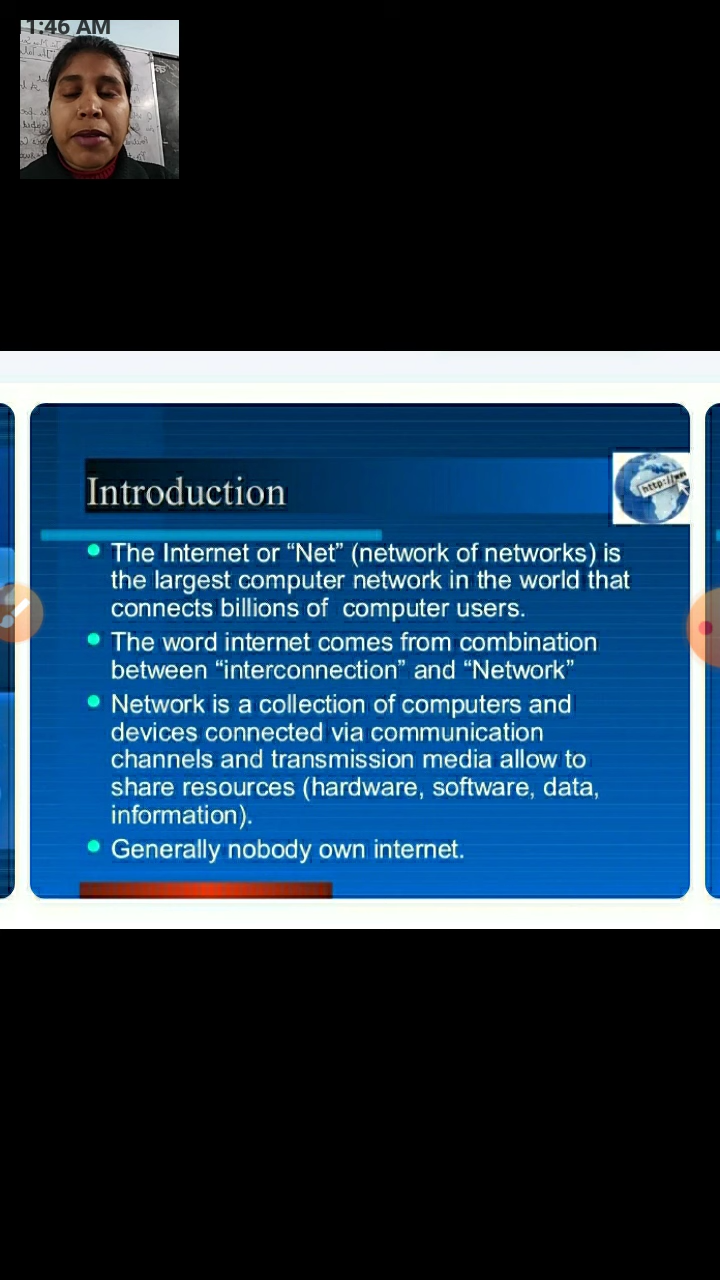 1:46 AM
Introduction
http://ww
• The Internet or “Net” (network of networks) is
the largest computer network in the world that
connects billions of computer users.
• The word internet comes from combination
between “interconnection” and “Network”
• Network is a collection of computers and
devices connected via communication
channels and transmission media allow to
share resources (hardware, software, data,
information).
• Generally nobody own internet.